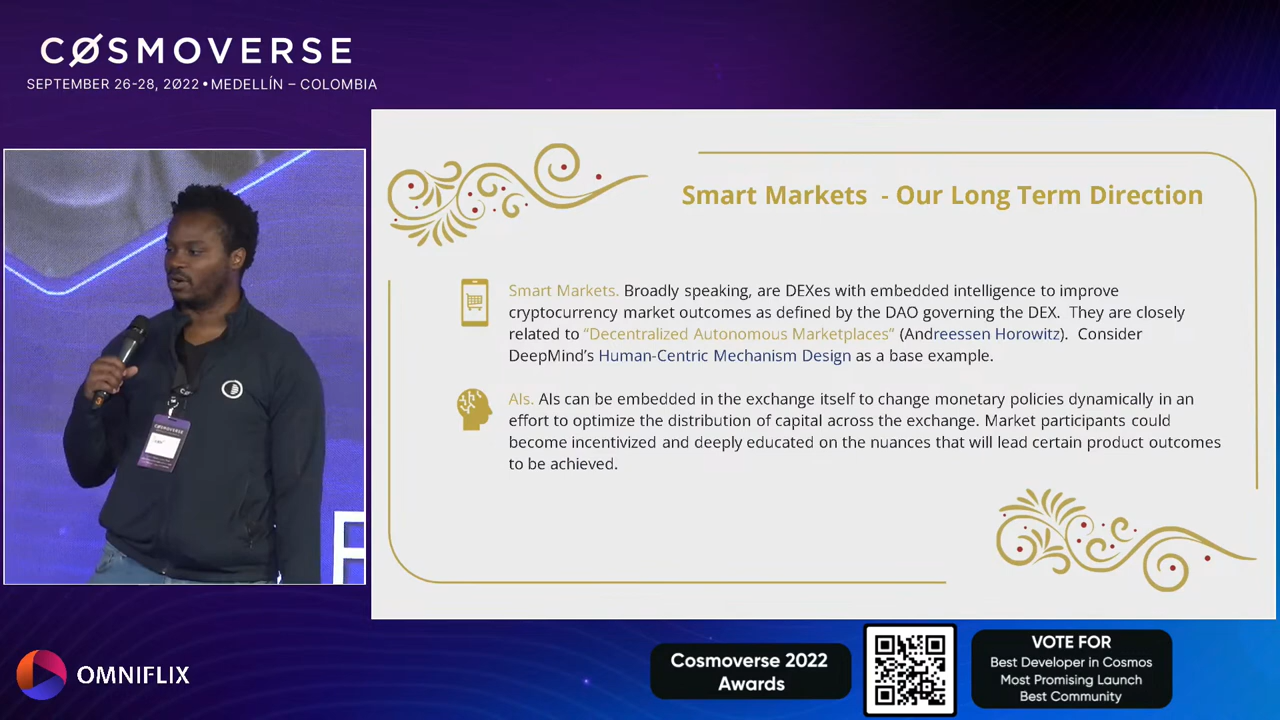 CØSMOVERSE
SEPTEMBER 26-28, 2Ø22 • MEDELLÍN – COLOMBIA
Smart Markets - Our Long Term Direction
Smart Markets. Broadly speaking, are DEXes with embedded intelligence to improve
cryptocurrency market outcomes as defined by the DAO governing the DEX. They are closely
related to “Decentralized Autonomous Marketplaces” (Andreessen Horowitz). Consider
DeepMind’s Human-Centric Mechanism Design as a base example.
AIs. AIs can be embedded in the exchange itself to change monetary policies dynamically in an
effort to optimize the distribution of capital across the exchange. Market participants could
become incentivized and deeply educated on the nuances that will lead certain product outcomes
to be achieved.
COSMOVERSE
OMNIFLIX
Cosmoverse 2022
Awards
VOTE FOR
Best Developer in Cosmos
Most Promising Launch
Best Community